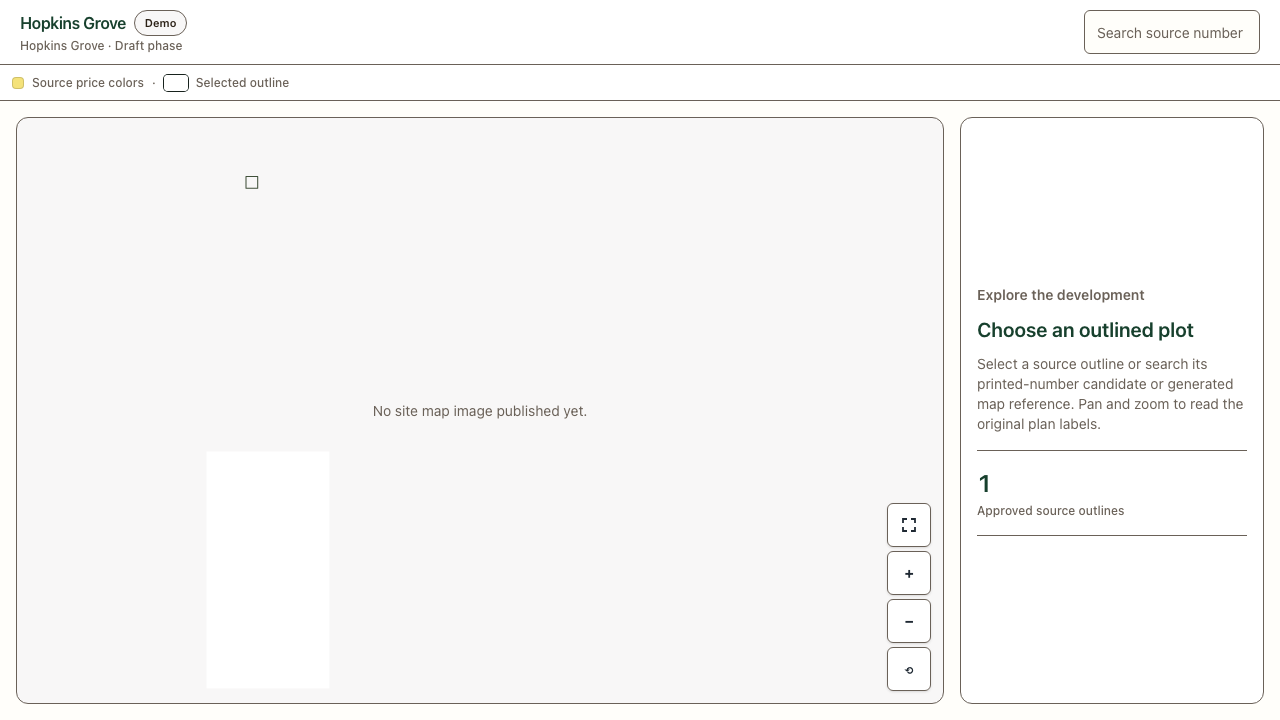 Hopkins Grove Demo
Hopkins Grove · Draft phase
Search source number
Source price colors · Selected outline
No site map image published yet.
+
−
⟲
Explore the development
Choose an outlined plot
Select a source outline or search its
printed-number candidate or generated
map reference. Pan and zoom to read the
original plan labels.
1
Approved source outlines